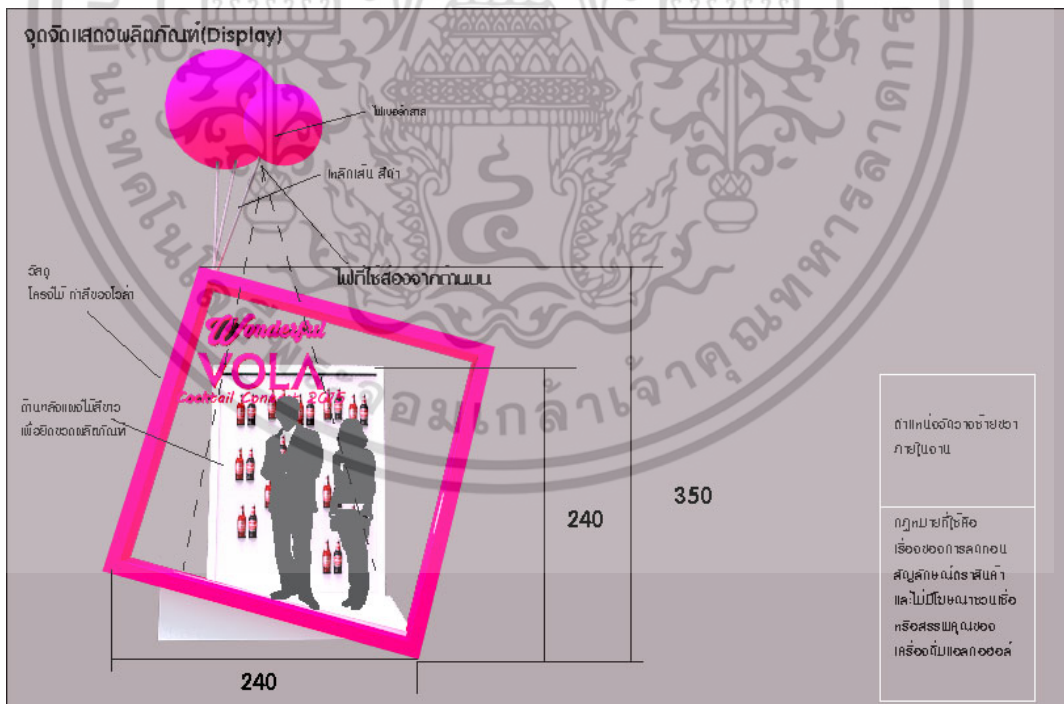 จุดจัดแสดงผลิตภัณฑ์(Display)
ไฟเบอร์กลาส
เหล็กเส้น สีดำ
ไฟที่ใช้ส่องจากด้านบน
วัสดุ
โครงไม้ ทำสีของโวล่า
Wonderful
VOLA
Cocktail Concept 2015
ด้านหลังแผงไม้สีขาว
เพื่อยึดขวดผลิตภัณฑ์
240
350
240
ตำแหน่งจัดวางซ้ายขวา
ภายในงาน
กฎหมายที่ใช้คือ
เรื่องของการลดทอน
สัญลักษณ์ตราสินค้า
และไม่มีโฆษณาชวนเชื่อ
หรือสรรพคุณของ
เครื่องดื่มแอลกอฮอล์